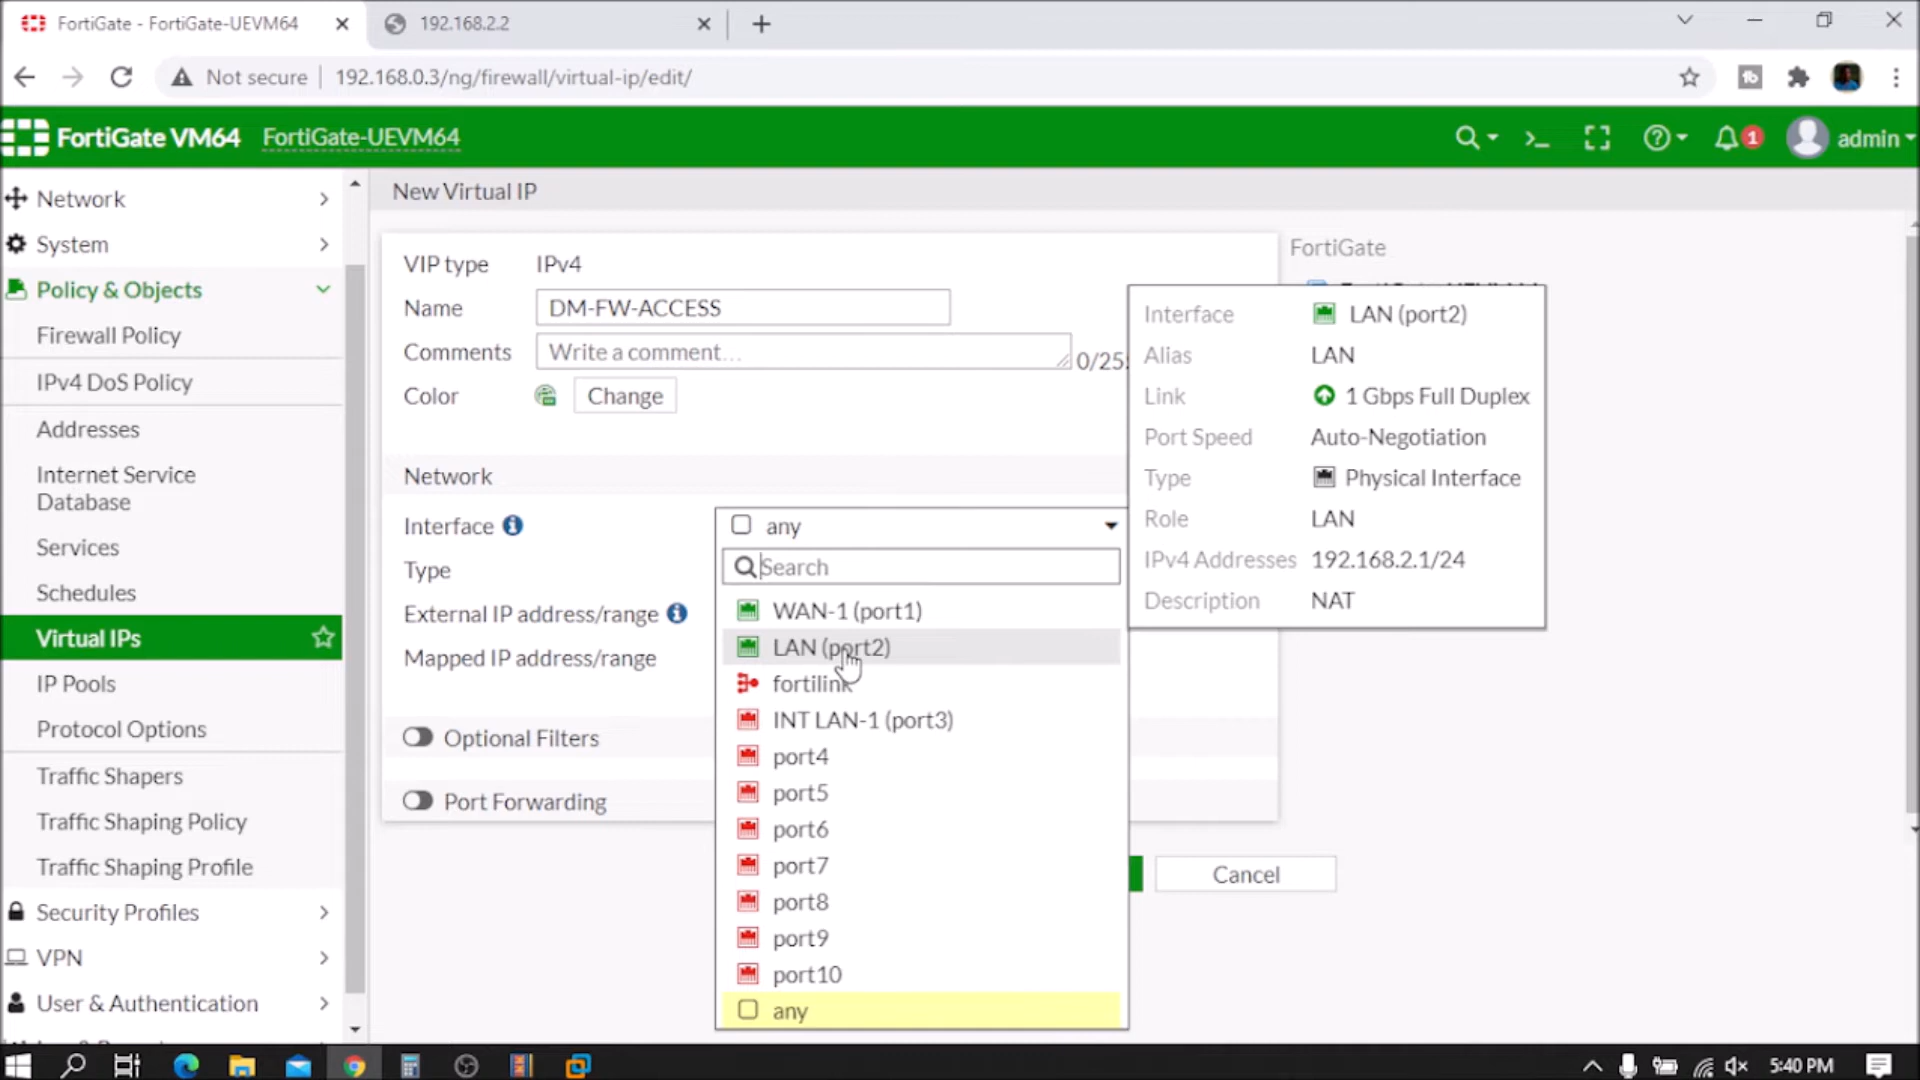 FortiGate - FortiGate-UEVM64
192.168.2.2
Not secure
192.168.0.3/ng/firewall/virtual-ip/edit/
FortiGate VM64
FortiGate-UEVM64
1
admin
Network
System
Policy & Objects
Firewall Policy
IPv4 DoS Policy
Addresses
Internet Service
Database
Services
Schedules
Virtual IPs
IP Pools
Protocol Options
Traffic Shapers
Traffic Shaping Policy
Traffic Shaping Profile
Security Profiles
VPN
User & Authentication
New Virtual IP
VIP type IPv4
Name DM-FW-ACCESS
Comments Write a comment...
0/25
Color Change
Network
Interface any
Type
External IP address/range
Mapped IP address/range
Optional Filters
Port Forwarding
Search
WAN-1 (port1)
LAN (port2)
fortilink
INT LAN-1 (port3)
port4
port5
port6
port7
port8
port9
port10
any
Cancel
FortiGate
Interface LAN (port2)
Alias LAN
Link 1 Gbps Full Duplex
Port Speed Auto-Negotiation
Type Physical Interface
Role LAN
IPv4 Addresses 192.168.2.1/24
Description NAT
5:40 PM